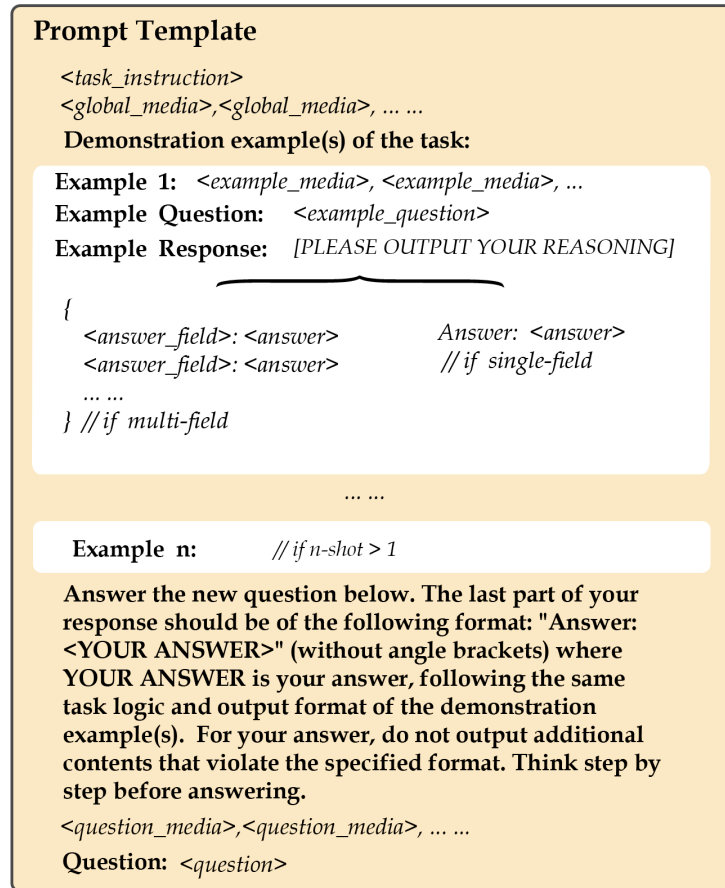 Prompt Template
<task_instruction>
<global_media>,<global_media>, ... ...
Demonstration example(s) of the task:
Example 1: <example_media>, <example_media>, ...
Example Question: <example_question>
Example Response: [PLEASE OUTPUT YOUR REASONING]
{
<answer_field>: <answer> Answer: <answer>
<answer_field>: <answer> // if single-field
... ...
} // if multi-field
... ...
Example n: // if n-shot > 1
Answer the new question below. The last part of your
response should be of the following format: "Answer:
<YOUR ANSWER>" (without angle brackets) where
YOUR ANSWER is your answer, following the same
task logic and output format of the demonstration
example(s). For your answer, do not output additional
contents that violate the specified format. Think step by
step before answering.
<question_media>,<question_media>, ... ...
Question: <question>